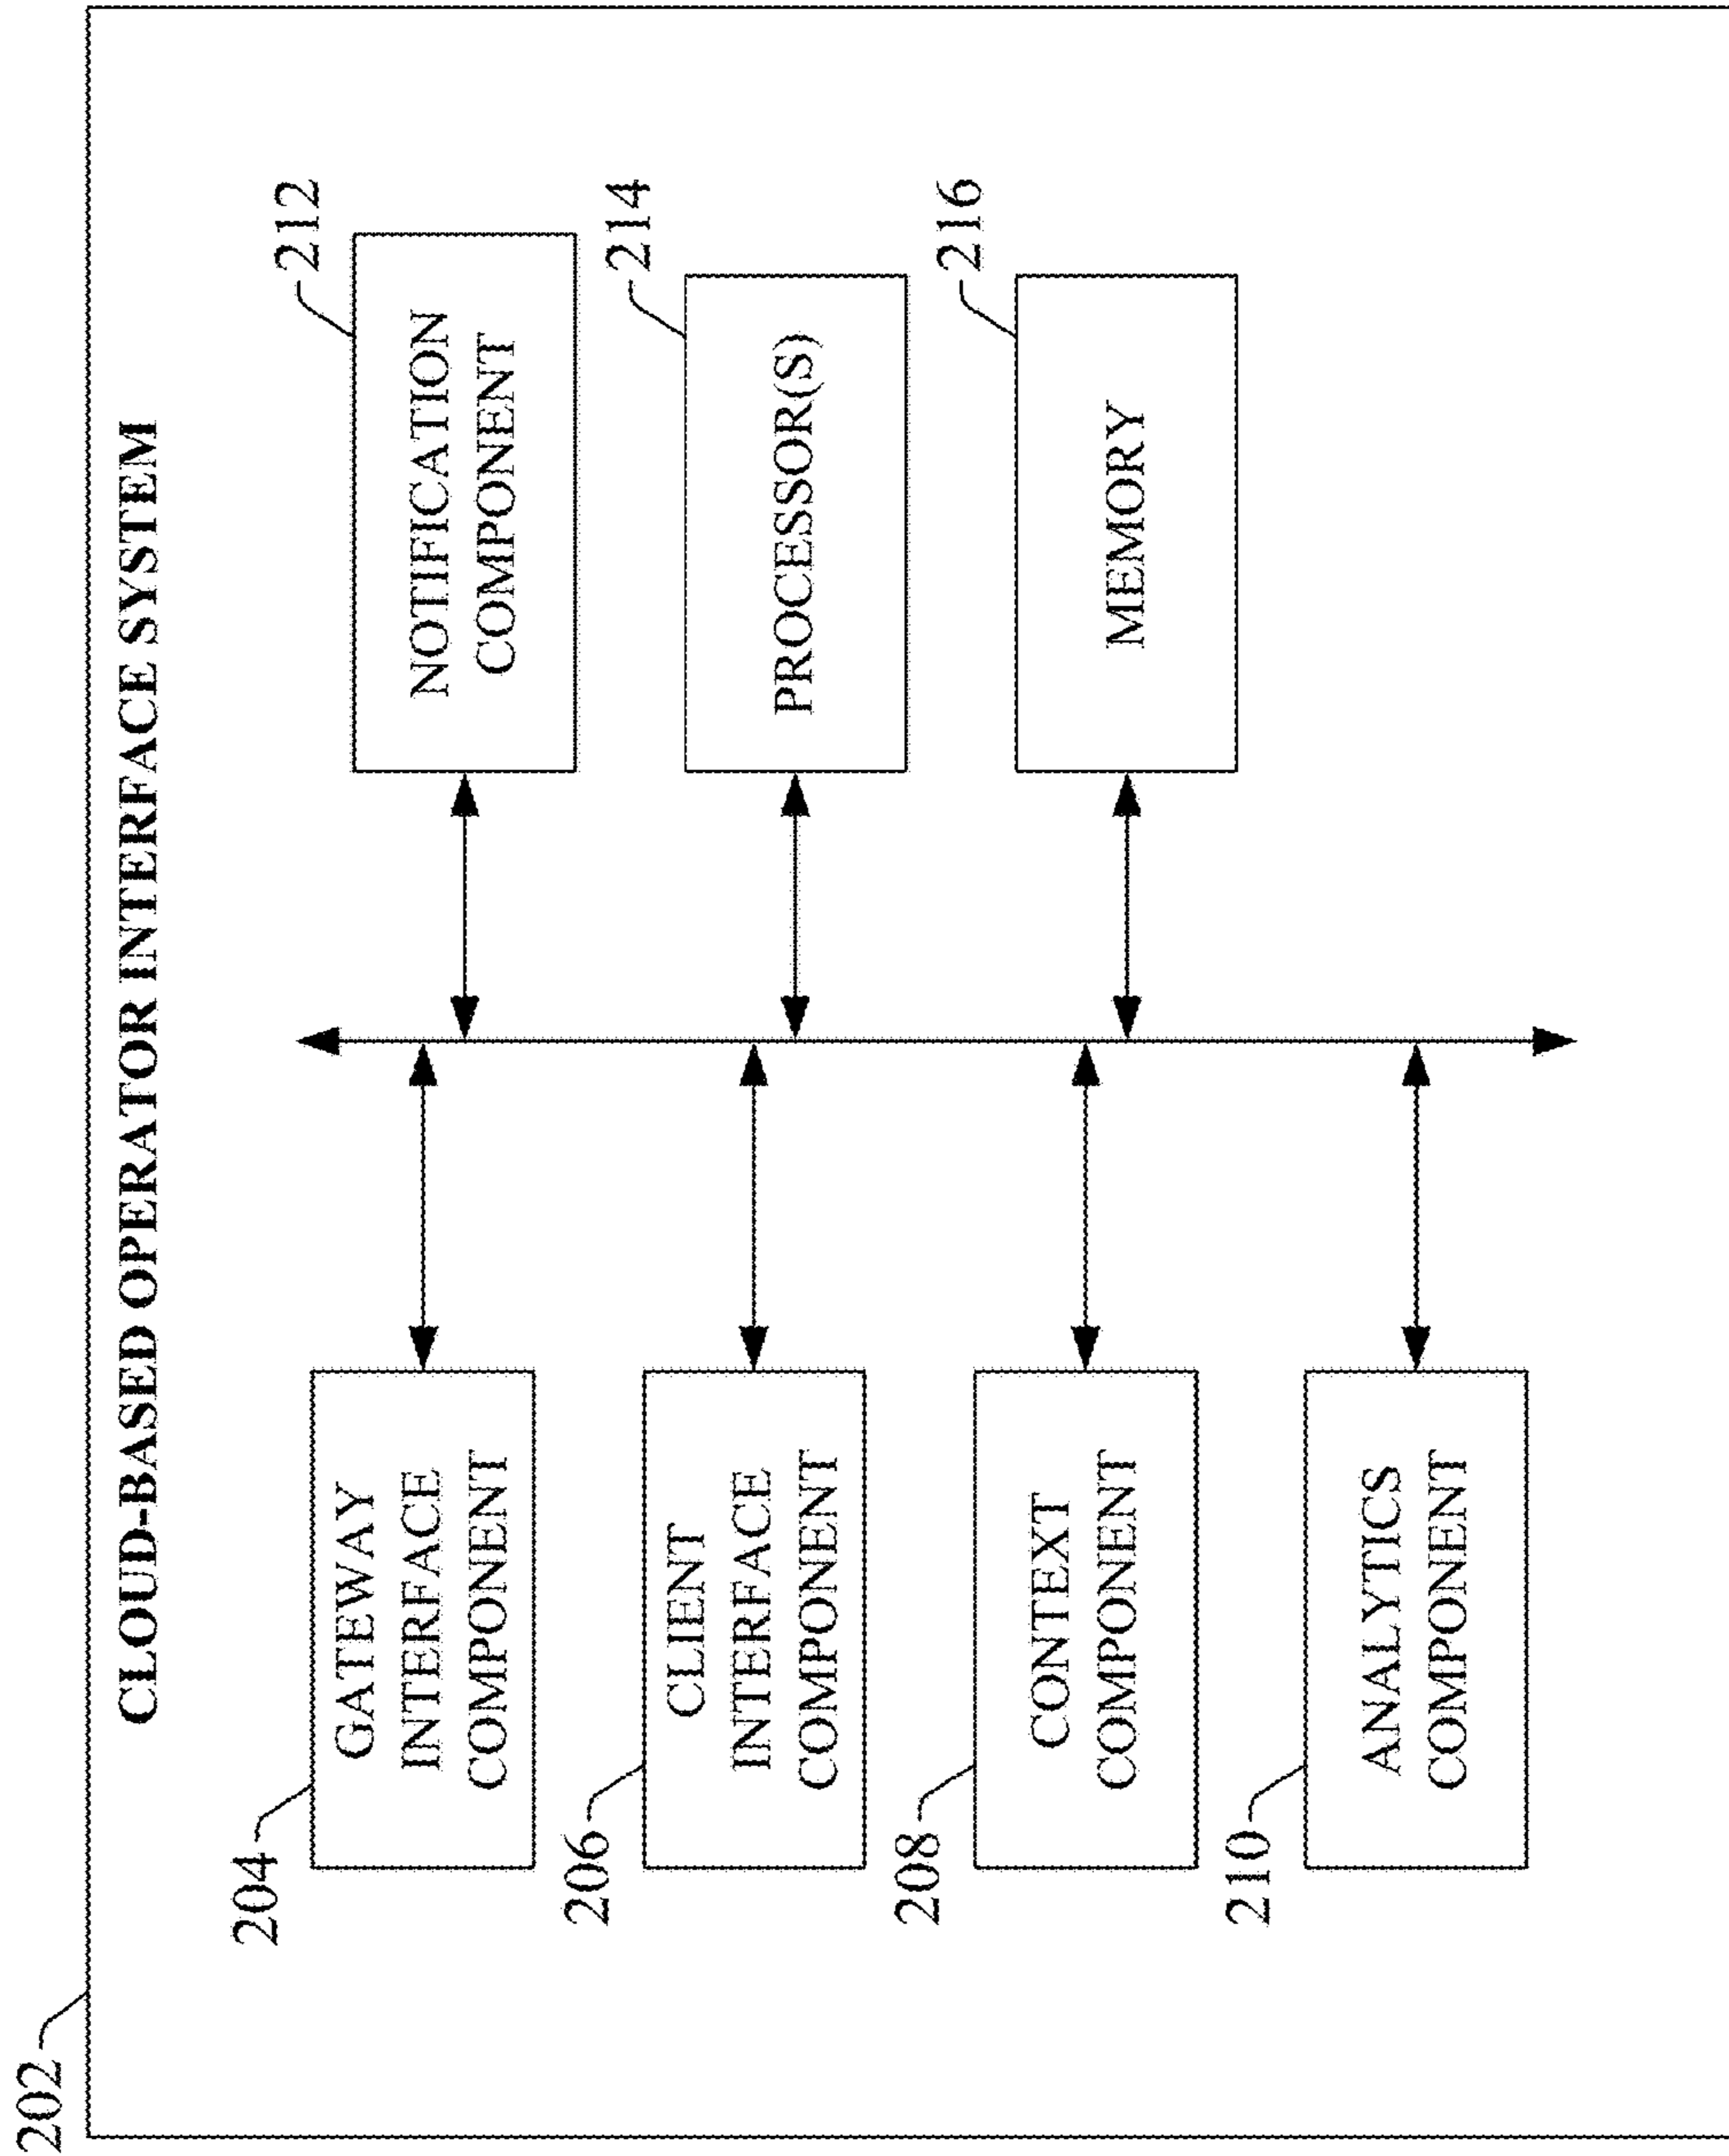 202
CLOUD-BASED OPERATOR INTERFACE SYSTEM
204
GATEWAY
INTERFACE
COMPONENT
206
CLIENT
INTERFACE
COMPONENT
208
CONTEXT
COMPONENT
210
ANALYTICS
COMPONENT
212
NOTIFICATION
COMPONENT
214
PROCESSOR(S)
216
MEMORY